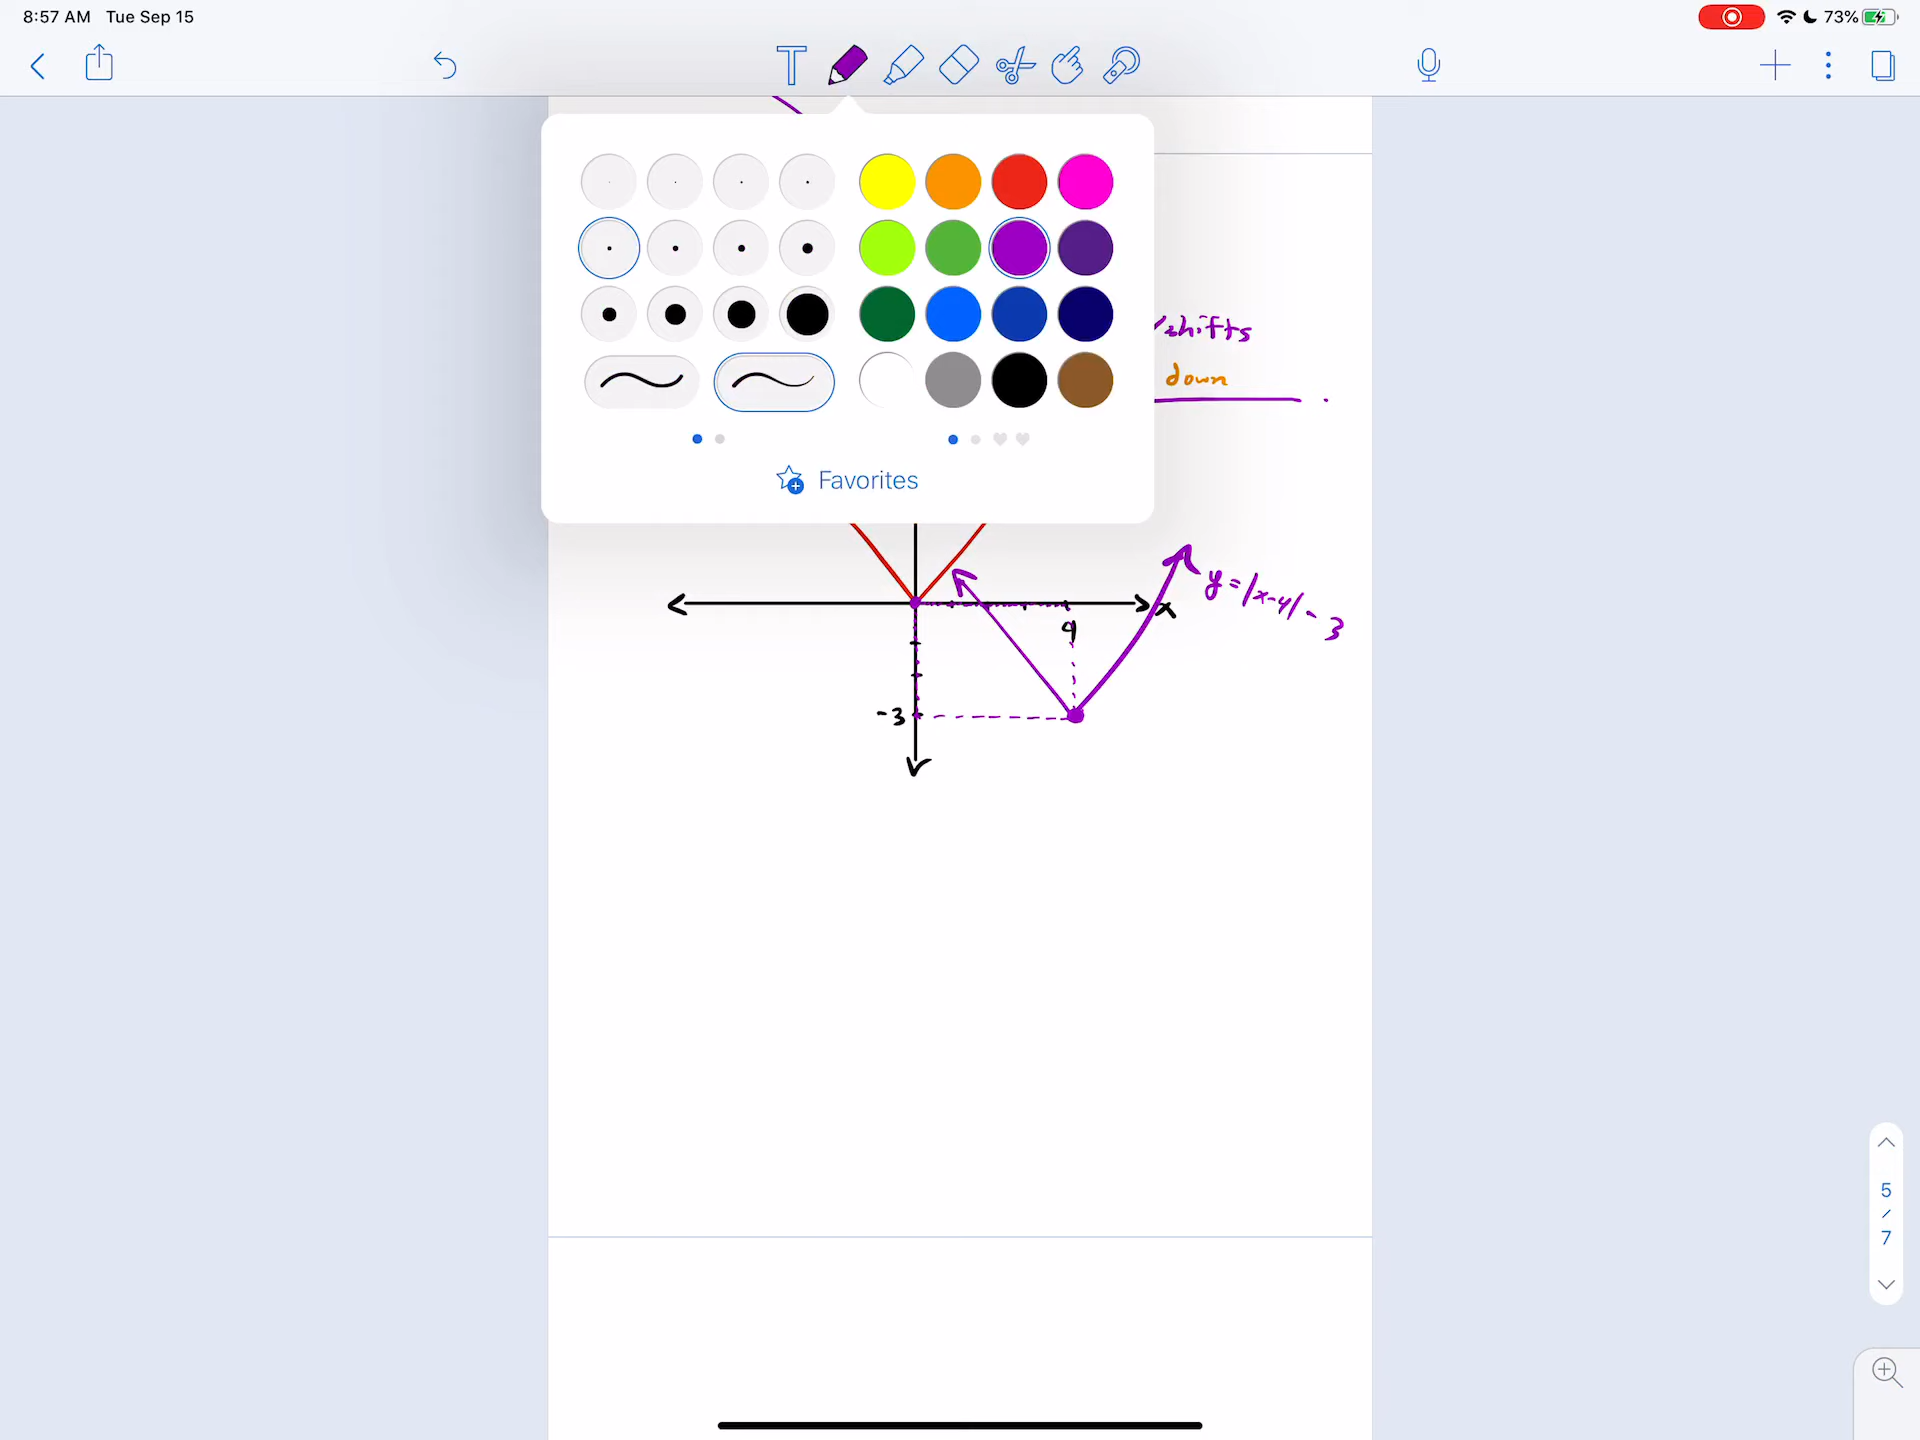 8:57 AM Tue Sep 15
73%
T
shifts
down
Favorites
y = |x-4| - 3
x
4
-3
5
/
7